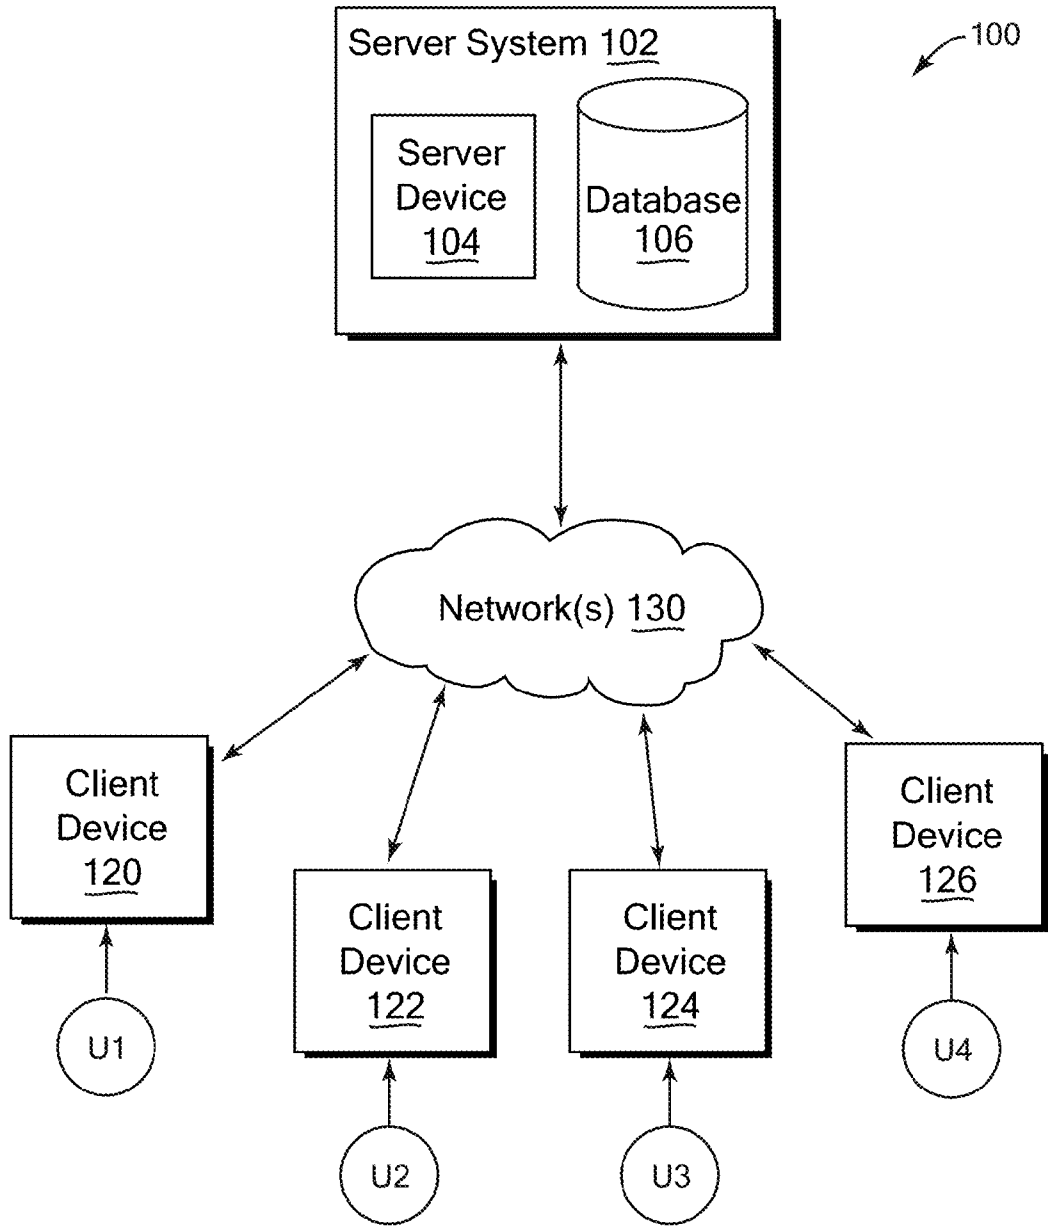 Server System 102
100
Server
Device
104
Database
106
Network(s) 130
Client
Device
120
Client
Device
122
Client
Device
124
Client
Device
126
U1
U2
U3
U4